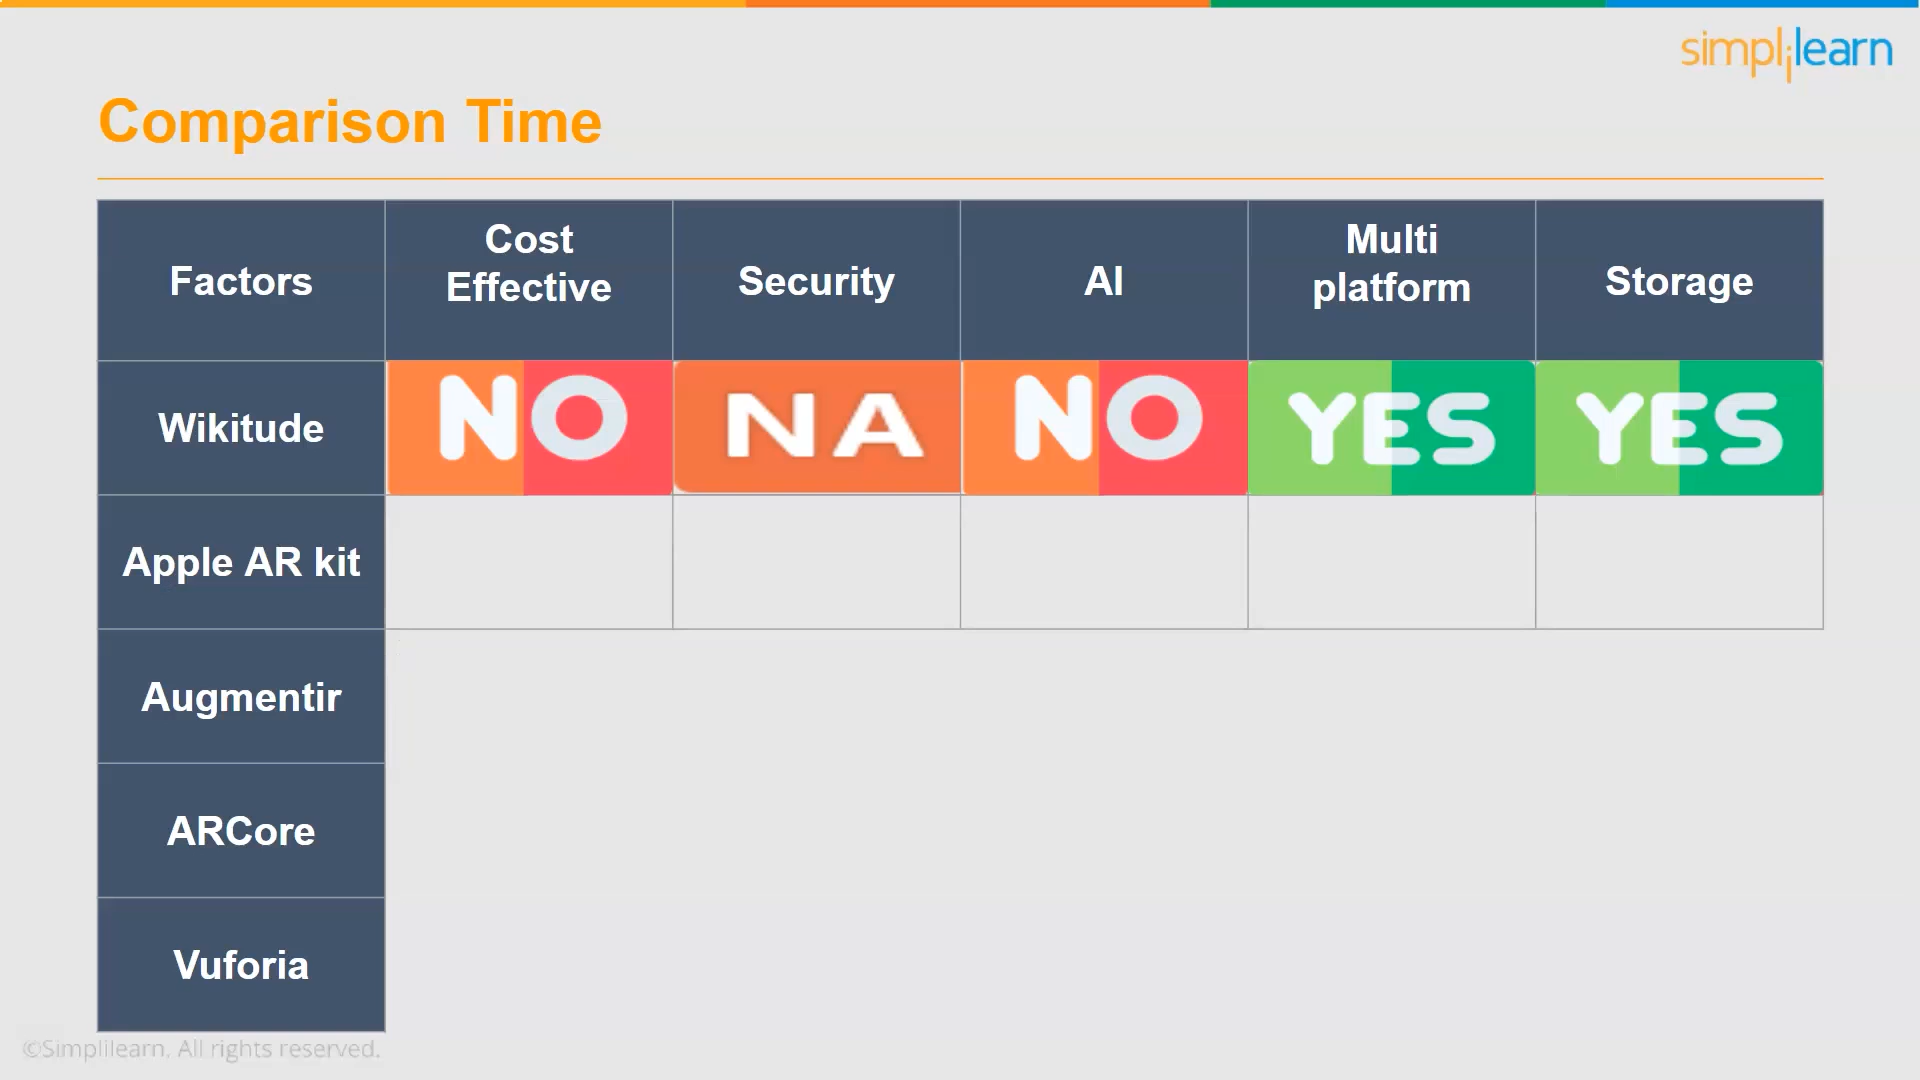 simplilearn
Comparison Time
Factors
Cost
Effective
Security
AI
Multi
platform
Storage
Wikitude
NO
NA
NO
YES
YES
Apple AR kit
Augmentir
ARCore
Vuforia
©Simplilearn. All rights reserved.